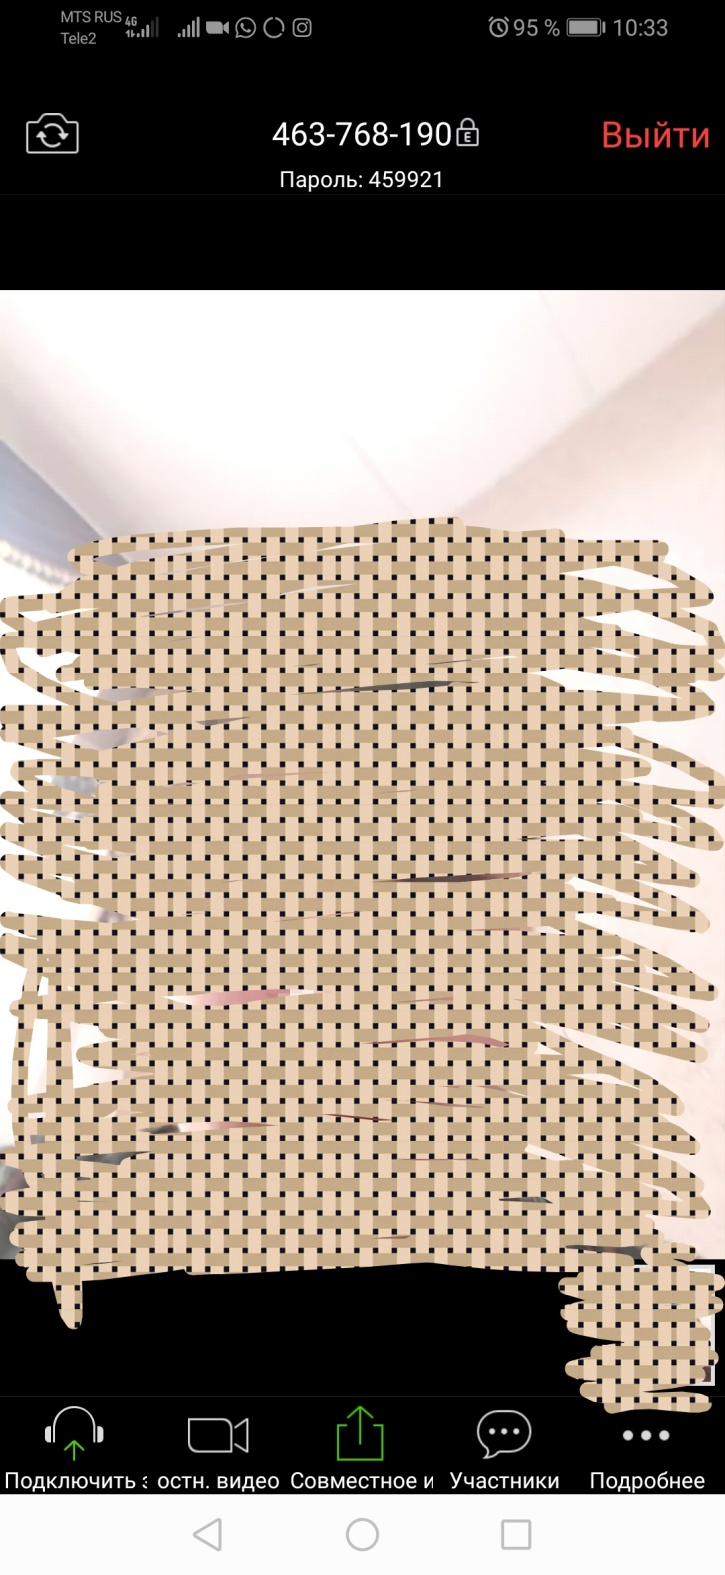 MTS RUS 4G
Tele2
95 % 10:33
463-768-190 E
Выйти
Пароль: 459921
Подключить з
остн. видео
Совместное и
Участники
Подробнее